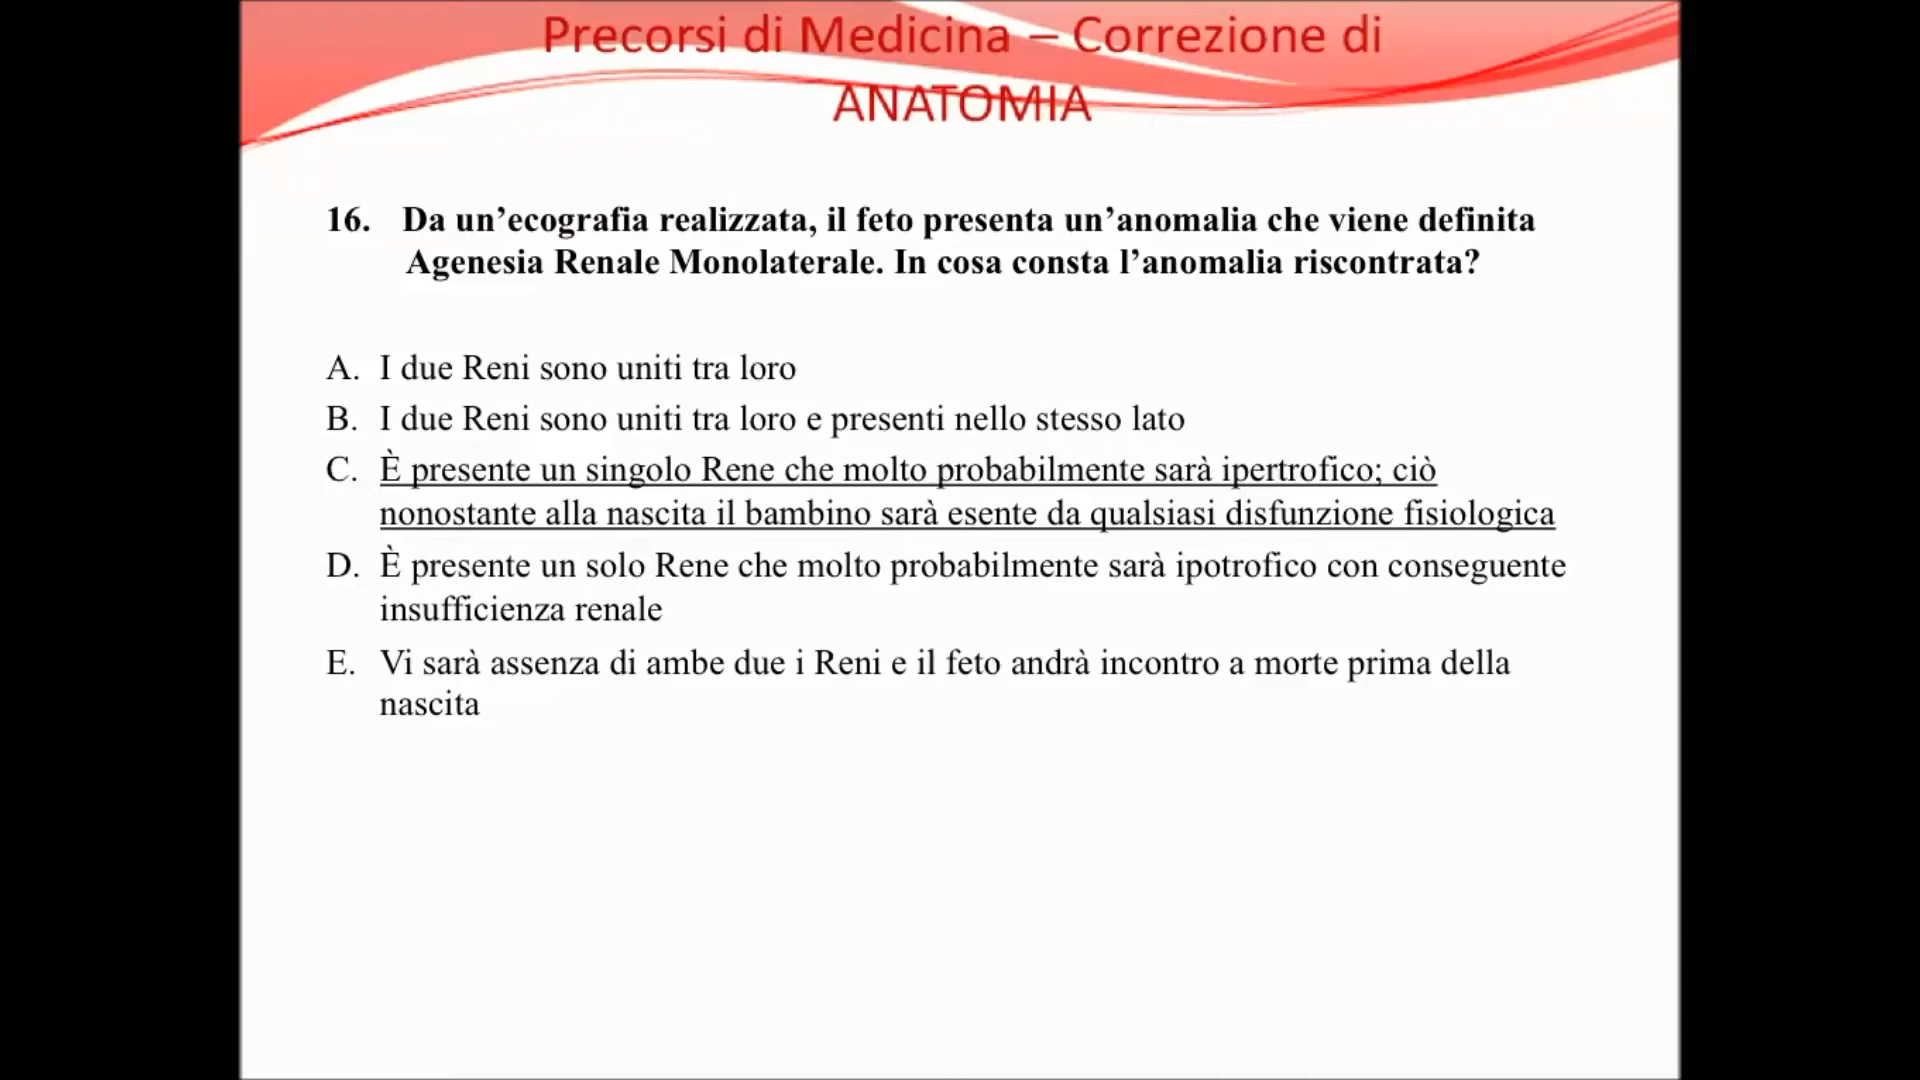 Precorsi di Medicina – Correzione di
ANATOMIA
16. Da un’ecografia realizzata, il feto presenta un’anomalia che viene definita
Agenesia Renale Monolaterale. In cosa consta l’anomalia riscontrata?
A. I due Reni sono uniti tra loro
B. I due Reni sono uniti tra loro e presenti nello stesso lato
C. È presente un singolo Rene che molto probabilmente sarà ipertrofico; ciò
nonostante alla nascita il bambino sarà esente da qualsiasi disfunzione fisiologica
D. È presente un solo Rene che molto probabilmente sarà ipotrofico con conseguente
insufficienza renale
E. Vi sarà assenza di ambe due i Reni e il feto andrà incontro a morte prima della
nascita